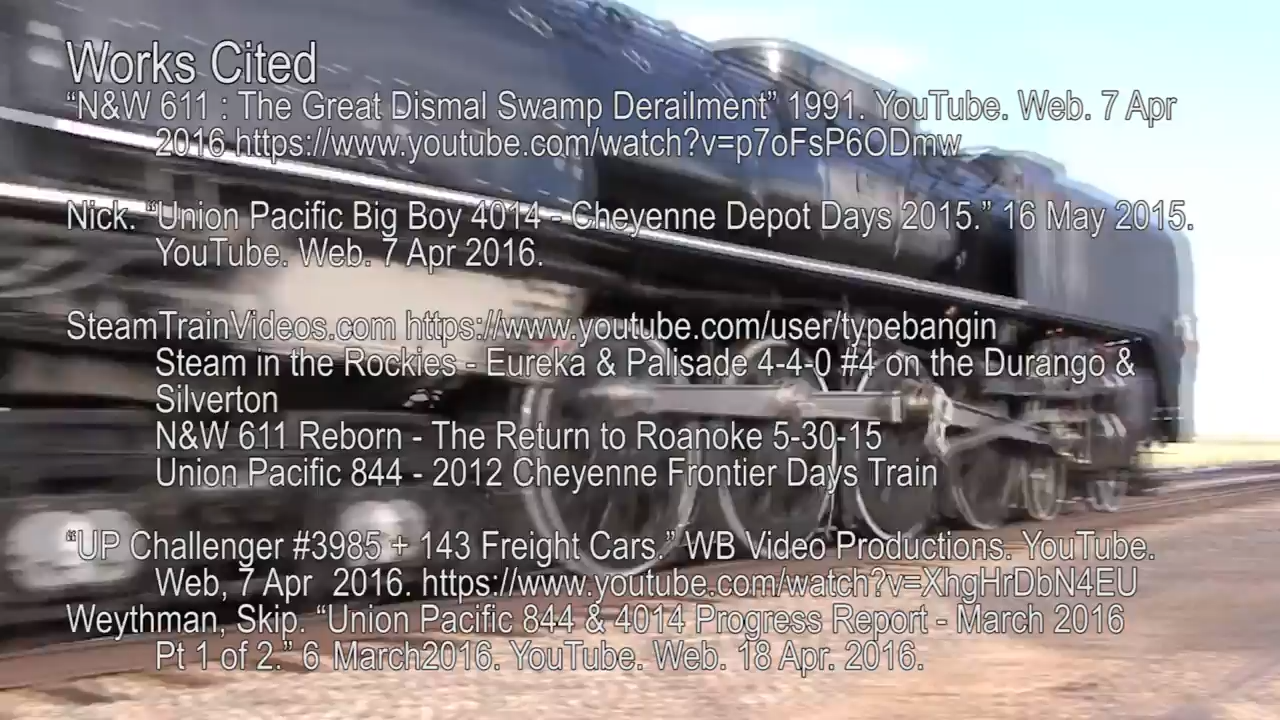 Works Cited
“N&W 611 : The Great Dismal Swamp Derailment” 1991. YouTube. Web. 7 Apr
2016 https://www.youtube.com/watch?v=p7oFsP6ODmw
Nick. “Union Pacific Big Boy 4014 - Cheyenne Depot Days 2015.” 16 May 2015.
YouTube. Web. 7 Apr 2016.
SteamTrainVideos.com https://www.youtube.com/user/typebangin
Steam in the Rockies - Eureka & Palisade 4-4-0 #4 on the Durango &
Silverton
N&W 611 Reborn - The Return to Roanoke 5-30-15
Union Pacific 844 - 2012 Cheyenne Frontier Days Train
“UP Challenger #3985 + 143 Freight Cars.” WB Video Productions. YouTube.
Web, 7 Apr 2016. https://www.youtube.com/watch?v=XhgHrDbN4EU
Weythman, Skip. “Union Pacific 844 & 4014 Progress Report - March 2016
Pt 1 of 2.” 6 March2016. YouTube. Web. 18 Apr. 2016.